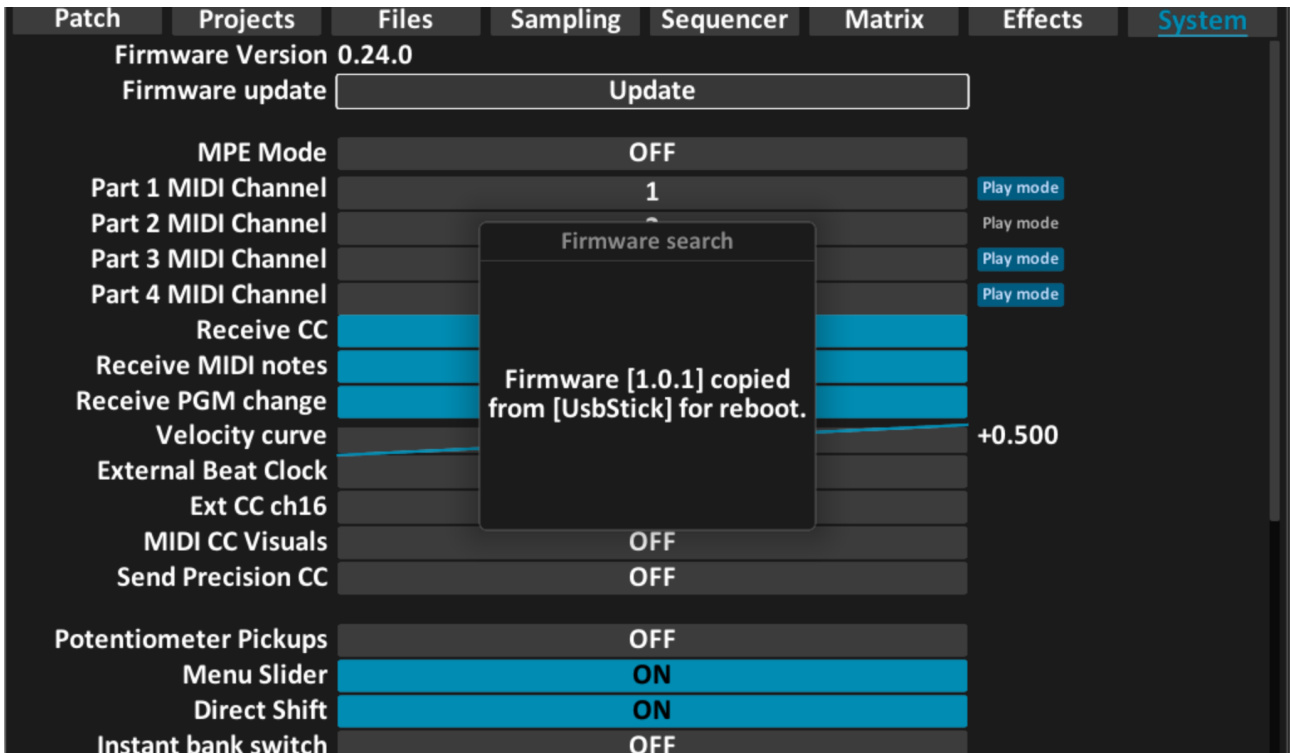 Patch Projects Files Sampling Sequencer Matrix Effects System
Firmware Version 0.24.0
Firmware update Update
MPE Mode OFF
Part 1 MIDI Channel 1 Play mode
Part 2 MIDI Channel Play mode
Part 3 MIDI Channel Play mode
Part 4 MIDI Channel Play mode
Receive CC
Receive MIDI notes
Receive PGM change
Velocity curve +0.500
External Beat Clock
Ext CC ch16
MIDI CC Visuals OFF
Send Precision CC OFF
Potentiometer Pickups OFF
Menu Slider ON
Direct Shift ON
Instant bank switch OFF
Firmware search
Firmware [1.0.1] copied
from [UsbStick] for reboot.